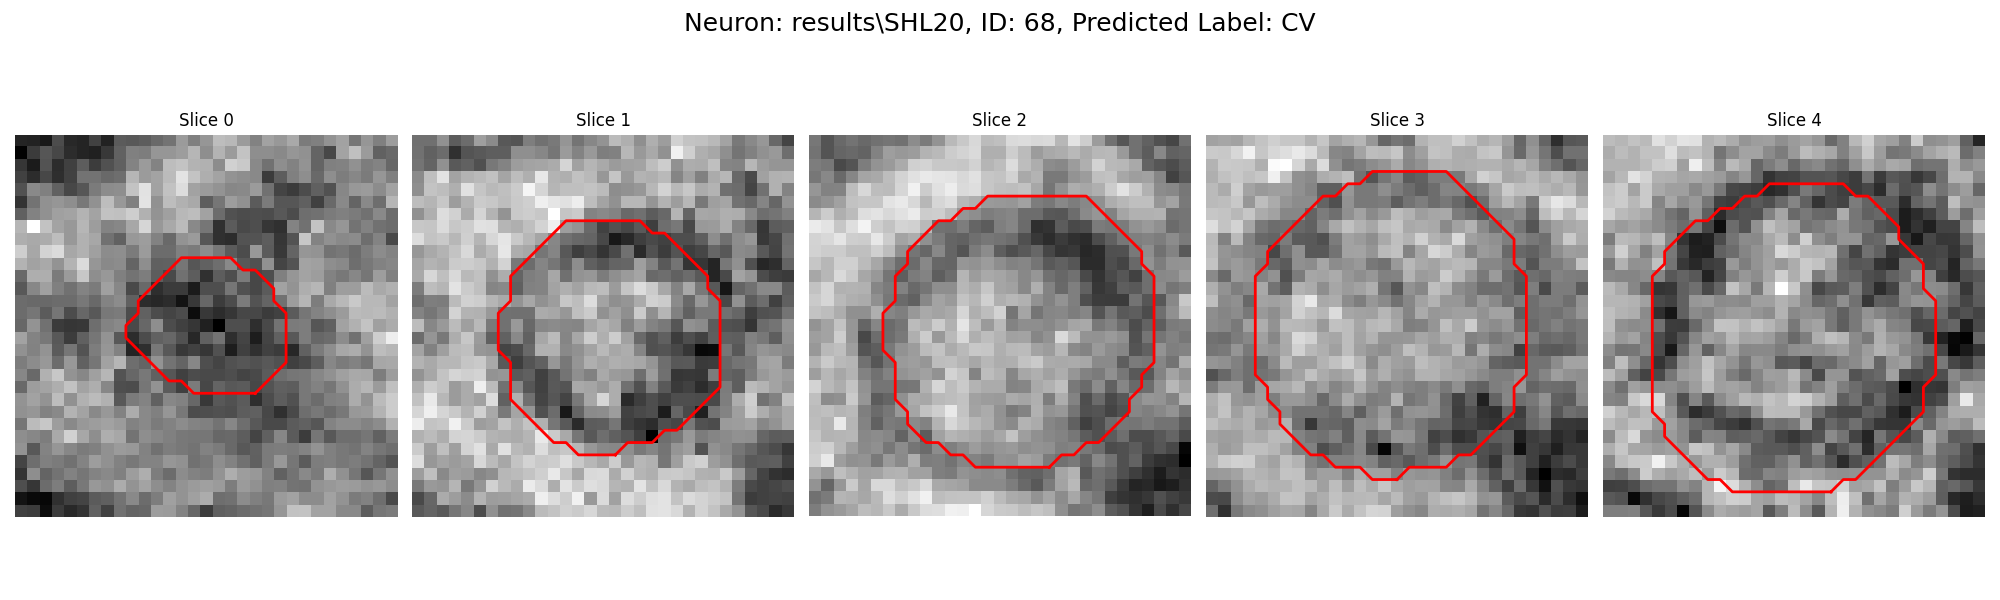 Neuron: results\SHL20, ID: 68, Predicted Label: CV
Slice 0
Slice 1
Slice 2
Slice 3
Slice 4